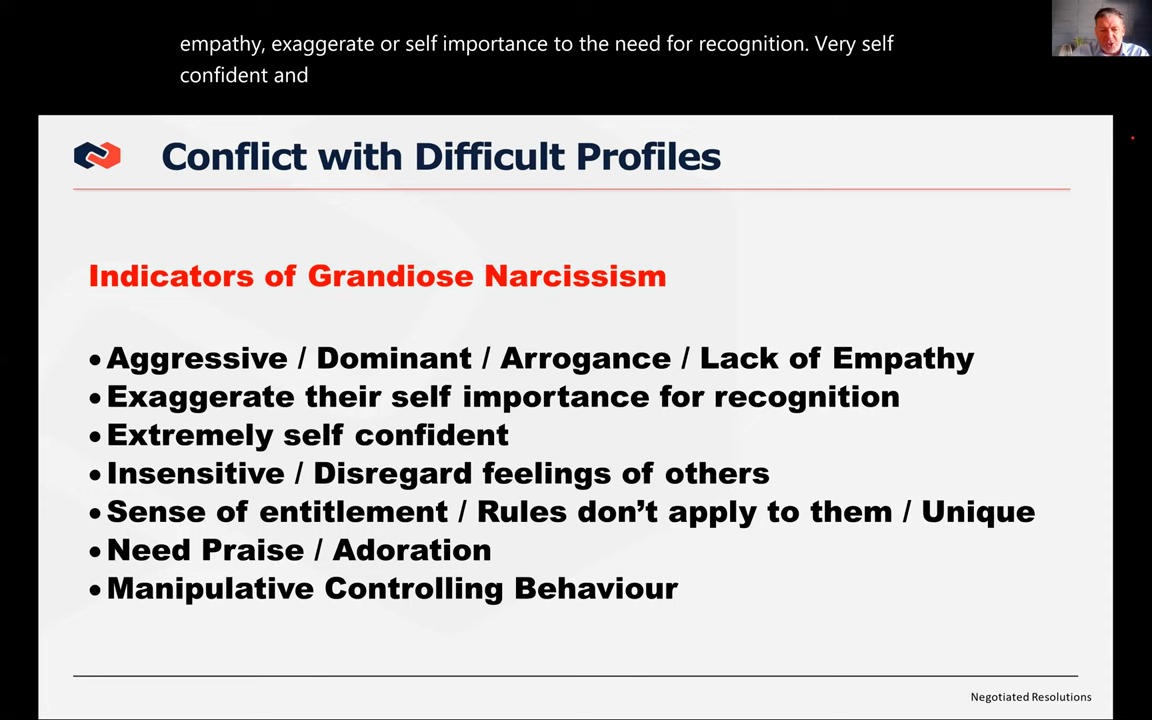 empathy, exaggerate or self importance to the need for recognition. Very self
confident and
Conflict with Difficult Profiles
Indicators of Grandiose Narcissism
•Aggressive / Dominant / Arrogance / Lack of Empathy
•Exaggerate their self importance for recognition
•Extremely self confident
•Insensitive / Disregard feelings of others
•Sense of entitlement / Rules don’t apply to them / Unique
•Need Praise / Adoration
•Manipulative Controlling Behaviour
Negotiated Resolutions